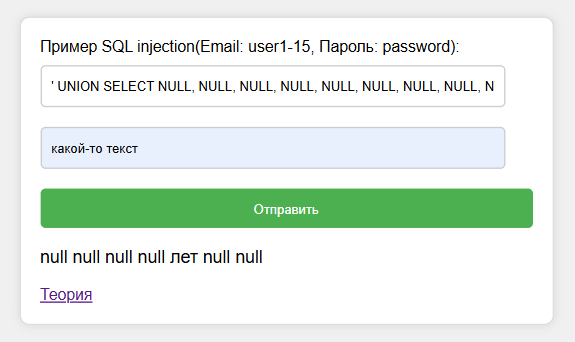 Пример SQL injection(Email: user1-15, Пароль: password):
' UNION SELECT NULL, NULL, NULL, NULL, NULL, NULL, NULL, NULL, N
какой-то текст
Отправить
null null null null лет null null
Теория